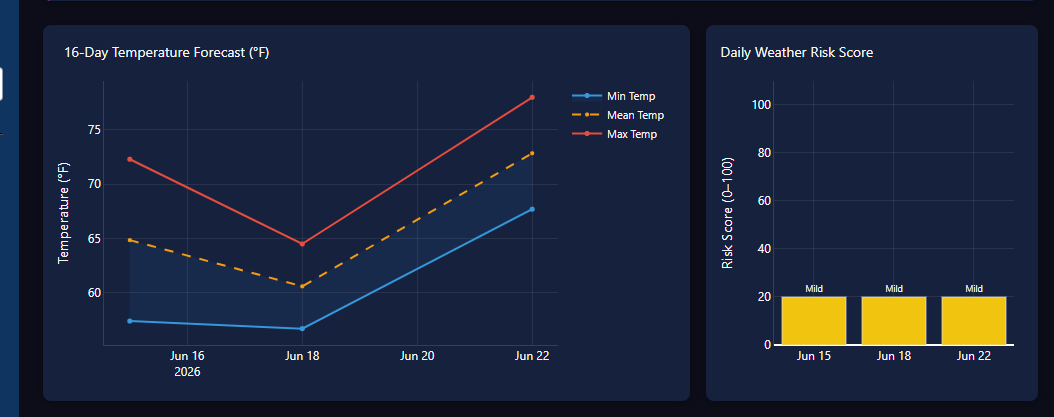 16-Day Temperature Forecast (°F)
Temperature (°F)
75
70
65
60
Jun 16
2026
Jun 18
Jun 20
Jun 22
Min Temp
Mean Temp
Max Temp
Daily Weather Risk Score
Risk Score (0–100)
100
80
60
40
20
0
Mild
Mild
Mild
Jun 15
Jun 18
Jun 22